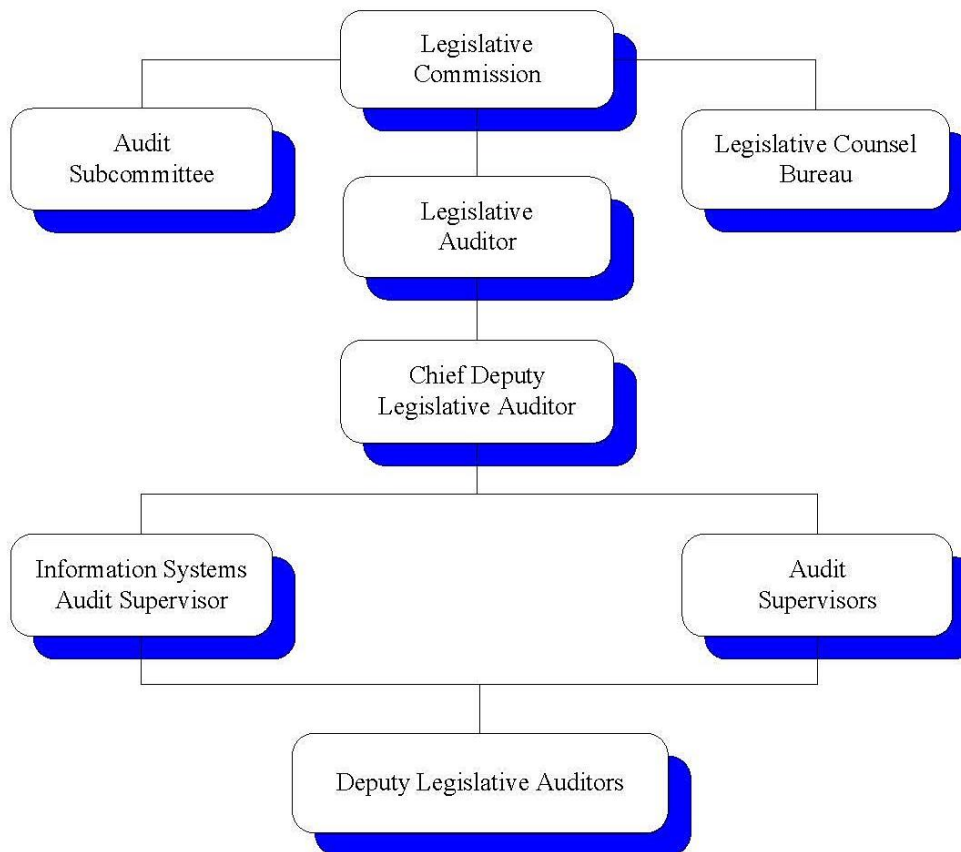 Legislative
Commission
Audit
Subcommittee
Legislative Counsel
Bureau
Legislative
Auditor
Chief Deputy
Legislative Auditor
Information Systems
Audit Supervisor
Audit
Supervisors
Deputy Legislative Auditors